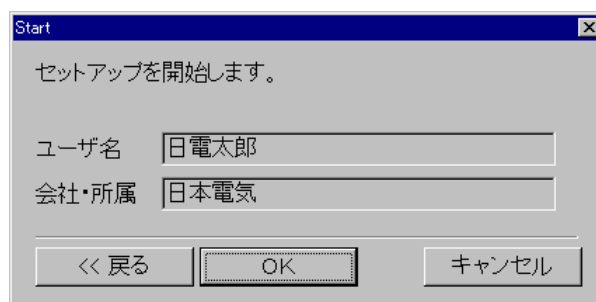 Start
セットアップを開始します。
ユーザ名 日電太郎
会社・所属 日本電気
<< 戻る OK キャンセル